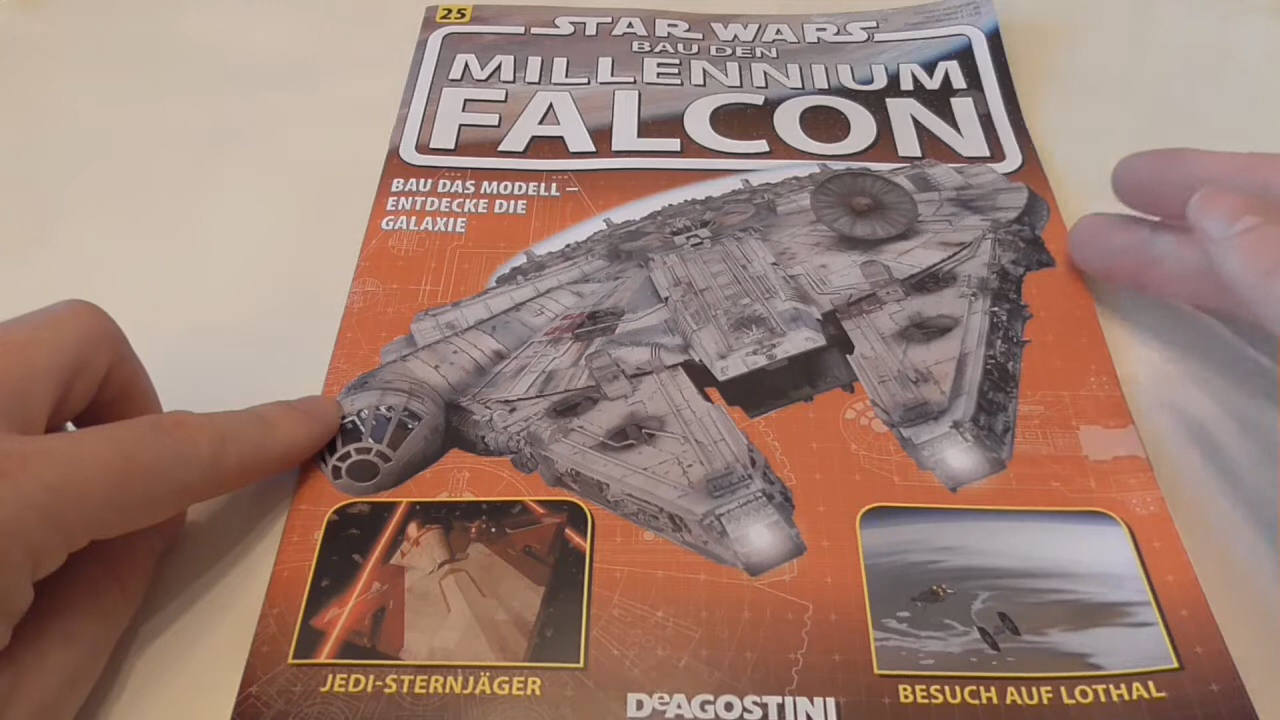 25
STAR WARS
BAU DEN
MILLENNIUM
FALCON
BAU DAS MODELL –
ENTDECKE DIE
GALAXIE
JEDI-STERNJÄGER
BESUCH AUF LOTHAL
DeAGOSTINI